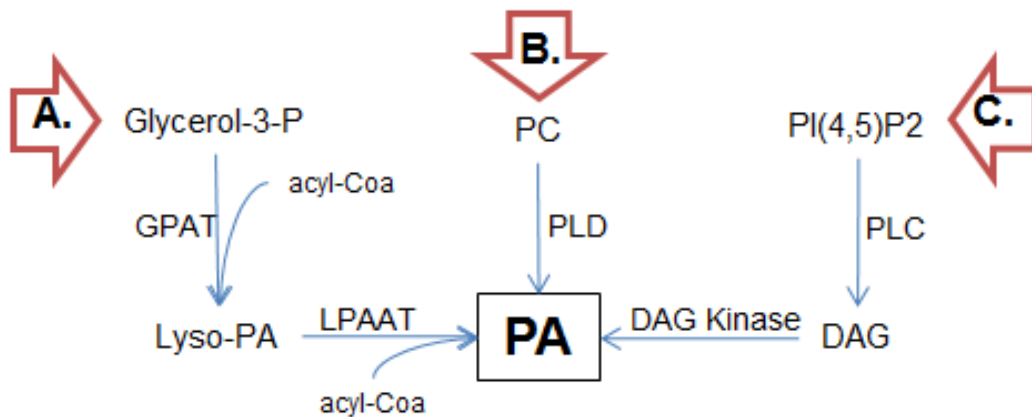 A.
Glycerol-3-P
B.
PC
PI(4,5)P2
C.
acyl-Coa
GPAT
PLD
PLC
Lyso-PA
LPAAT
acyl-Coa
PA
DAG Kinase
DAG